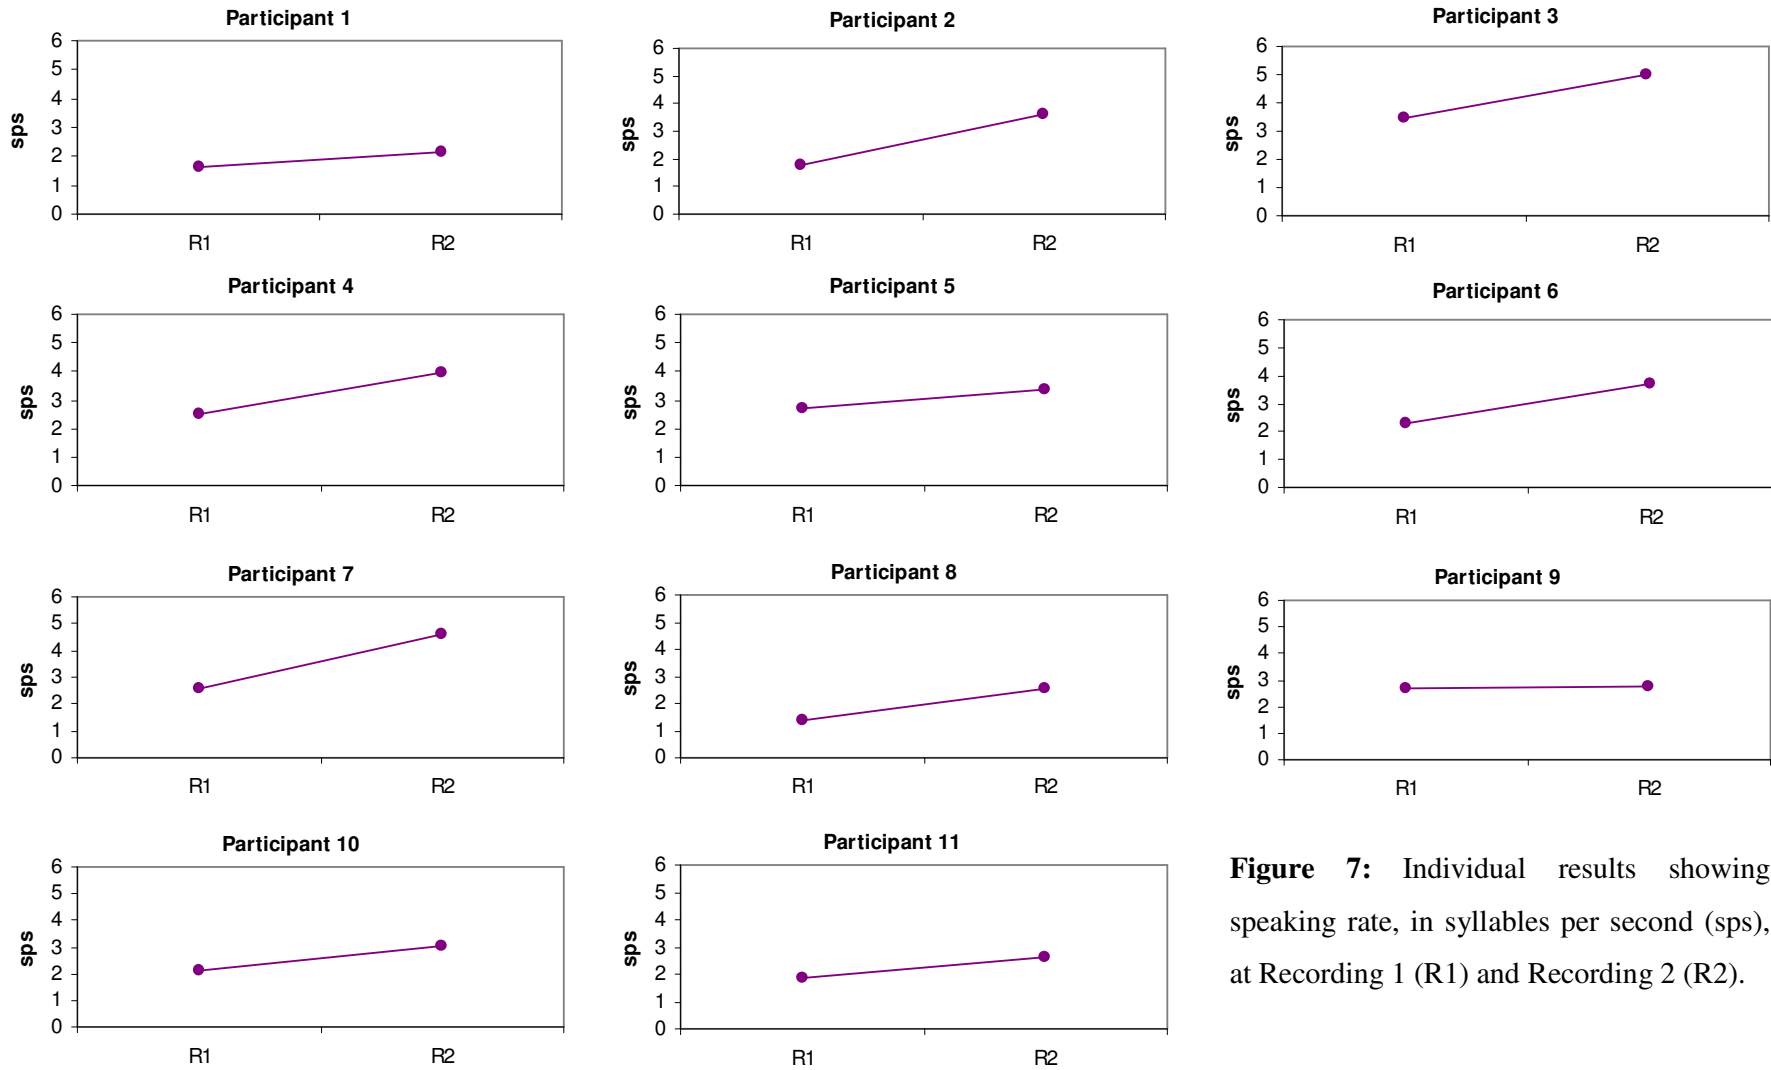 Participant 1
6
5
4
3
2
1
0
sps
R1 R2
Participant 2
6
5
4
3
2
1
0
sps
R1 R2
Participant 3
6
5
4
3
2
1
0
sps
R1 R2
Participant 4
6
5
4
3
2
1
0
sps
R1 R2
Participant 5
6
5
4
3
2
1
0
sps
R1 R2
Participant 6
6
5
4
3
2
1
0
sps
R1 R2
Participant 7
6
5
4
3
2
1
0
sps
R1 R2
Participant 8
6
5
4
3
2
1
0
sps
R1 R2
Participant 9
6
5
4
3
2
1
0
sps
R1 R2
Participant 10
6
5
4
3
2
1
0
sps
R1 R2
Participant 11
6
5
4
3
2
1
0
sps
R1 R2
Figure 7: Individual results showing
speaking rate, in syllables per second (sps),
at Recording 1 (R1) and Recording 2 (R2).